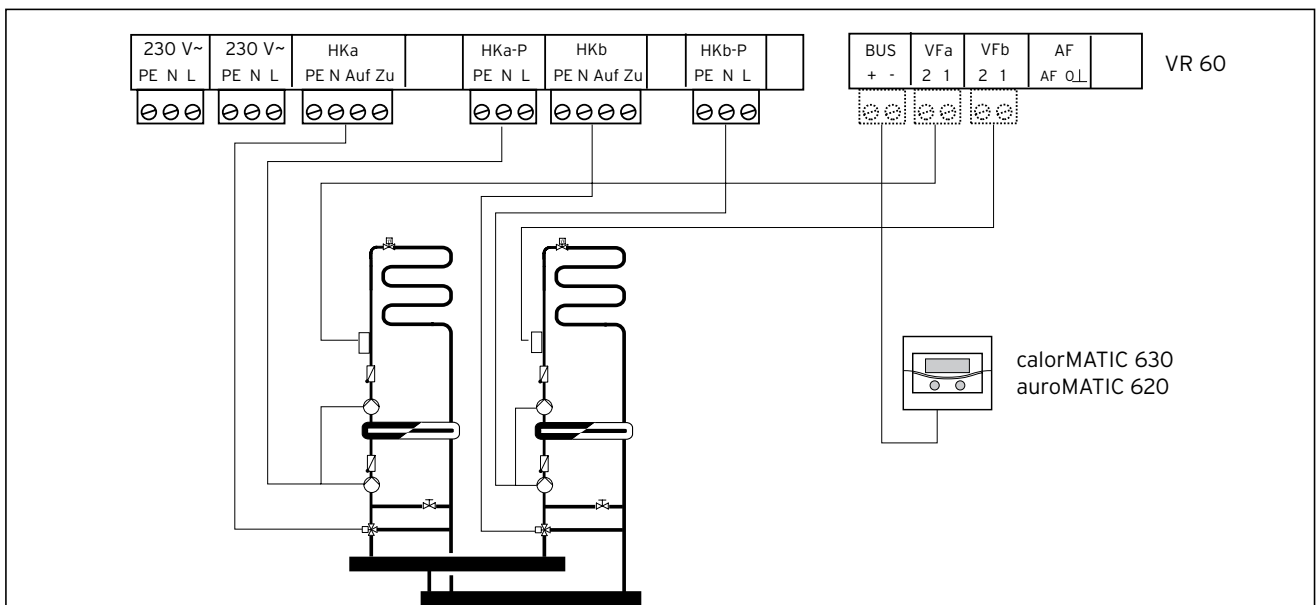 230 V~ 230 V~ HKa HKa-P HKb HKb-P BUS VFa VFb AF
PE N L PE N L PE N Auf Zu PE N L PE N Auf Zu PE N L + - 2 1 2 1 AF 0⊥
VR 60
calorMATIC 630
auroMATIC 620